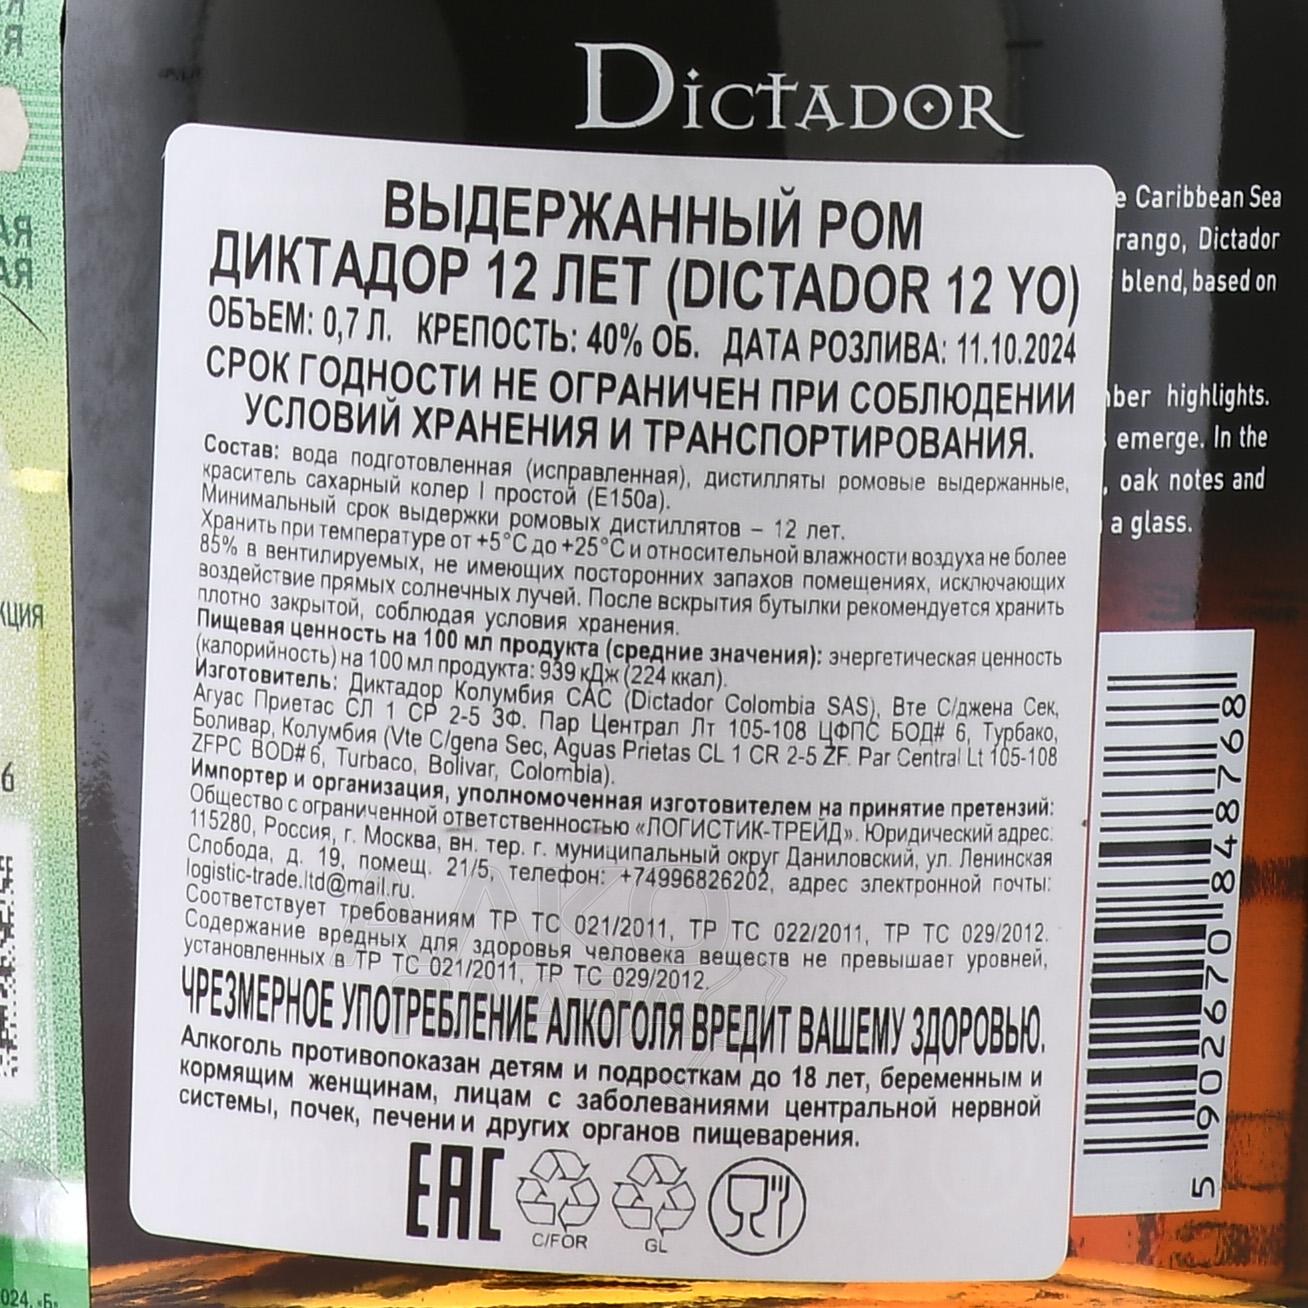 DICTADOR
ВЫДЕРЖАННЫЙ РОМ
ДИКТАДОР 12 ЛЕТ (DICTADOR 12 YO)
ОБЪЕМ: 0,7 Л. КРЕПОСТЬ: 40% ОБ. ДАТА РОЗЛИВА: 11.10.2024
СРОК ГОДНОСТИ НЕ ОГРАНИЧЕН ПРИ СОБЛЮДЕНИИ
УСЛОВИЙ ХРАНЕНИЯ И ТРАНСПОРТИРОВАНИЯ.
Состав: вода подготовленная (исправленная), дистилляты ромовые выдержанные,
краситель сахарный колер I простой (Е150а).
Минимальный срок выдержки ромовых дистиллятов – 12 лет.
Хранить при температуре от +5°С до +25°С и относительной влажности воздуха не более
85% в вентилируемых, не имеющих посторонних запахов помещениях, исключающих
воздействие прямых солнечных лучей. После вскрытия бутылки рекомендуется хранить
плотно закрытой, соблюдая условия хранения.
Пищевая ценность на 100 мл продукта (средние значения): энергетическая ценность
(калорийность) на 100 мл продукта: 939 кДж (224 ккал).
Изготовитель: Диктадор Колумбия САС (Dictador Colombia SAS), Вте С/джена Сек,
Агуас Приетас СЛ 1 СР 2-5 ЗФ. Пар Централ Лт 105-108 ЦФПС БОД# 6, Турбако,
Боливар, Колумбия (Vte C/gena Sec, Aguas Prietas CL 1 CR 2-5 ZF. Par Central Lt 105-108
ZFPC BOD# 6, Turbaco, Bolivar, Colombia).
Импортер и организация, уполномоченная изготовителем на принятие претензий:
Общество с ограниченной ответственностью «ЛОГИСТИК-ТРЕЙД». Юридический адрес:
115280, Россия, г. Москва, вн. тер. г. муниципальный округ Даниловский, ул. Ленинская
Слобода, д. 19, помещ. 21/5, телефон: +74996826202, адрес электронной почты:
logistic-trade.ltd@mail.ru.
Соответствует требованиям ТР ТС 021/2011, ТР ТС 022/2011, ТР ТС 029/2012.
Содержание вредных для здоровья человека веществ не превышает уровней,
установленных в ТР ТС 021/2011, ТР ТС 029/2012.
ЧРЕЗМЕРНОЕ УПОТРЕБЛЕНИЕ АЛКОГОЛЯ ВРЕДИТ ВАШЕМУ ЗДОРОВЬЮ.
Алкоголь противопоказан детям и подросткам до 18 лет, беременным и
кормящим женщинам, лицам с заболеваниями центральной нервной
системы, почек, печени и других органов пищеварения.
EAC
C/FOR
GL
Caribbean Sea
rango, Dictador
blend, based on
highlights.
emerge. In the
oak notes and
a glass.
5 902670 848768